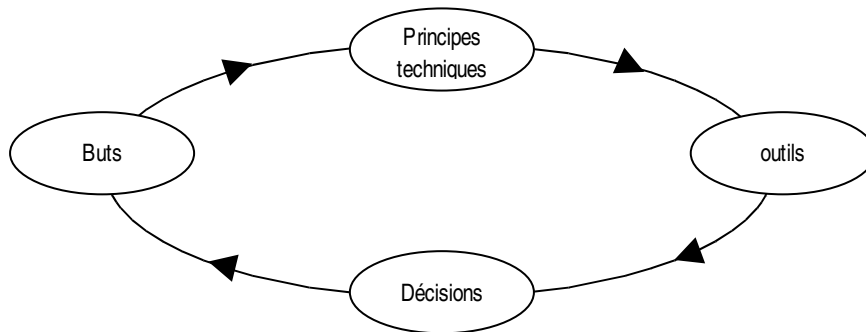 Principes
techniques
Buts
outils
Décisions